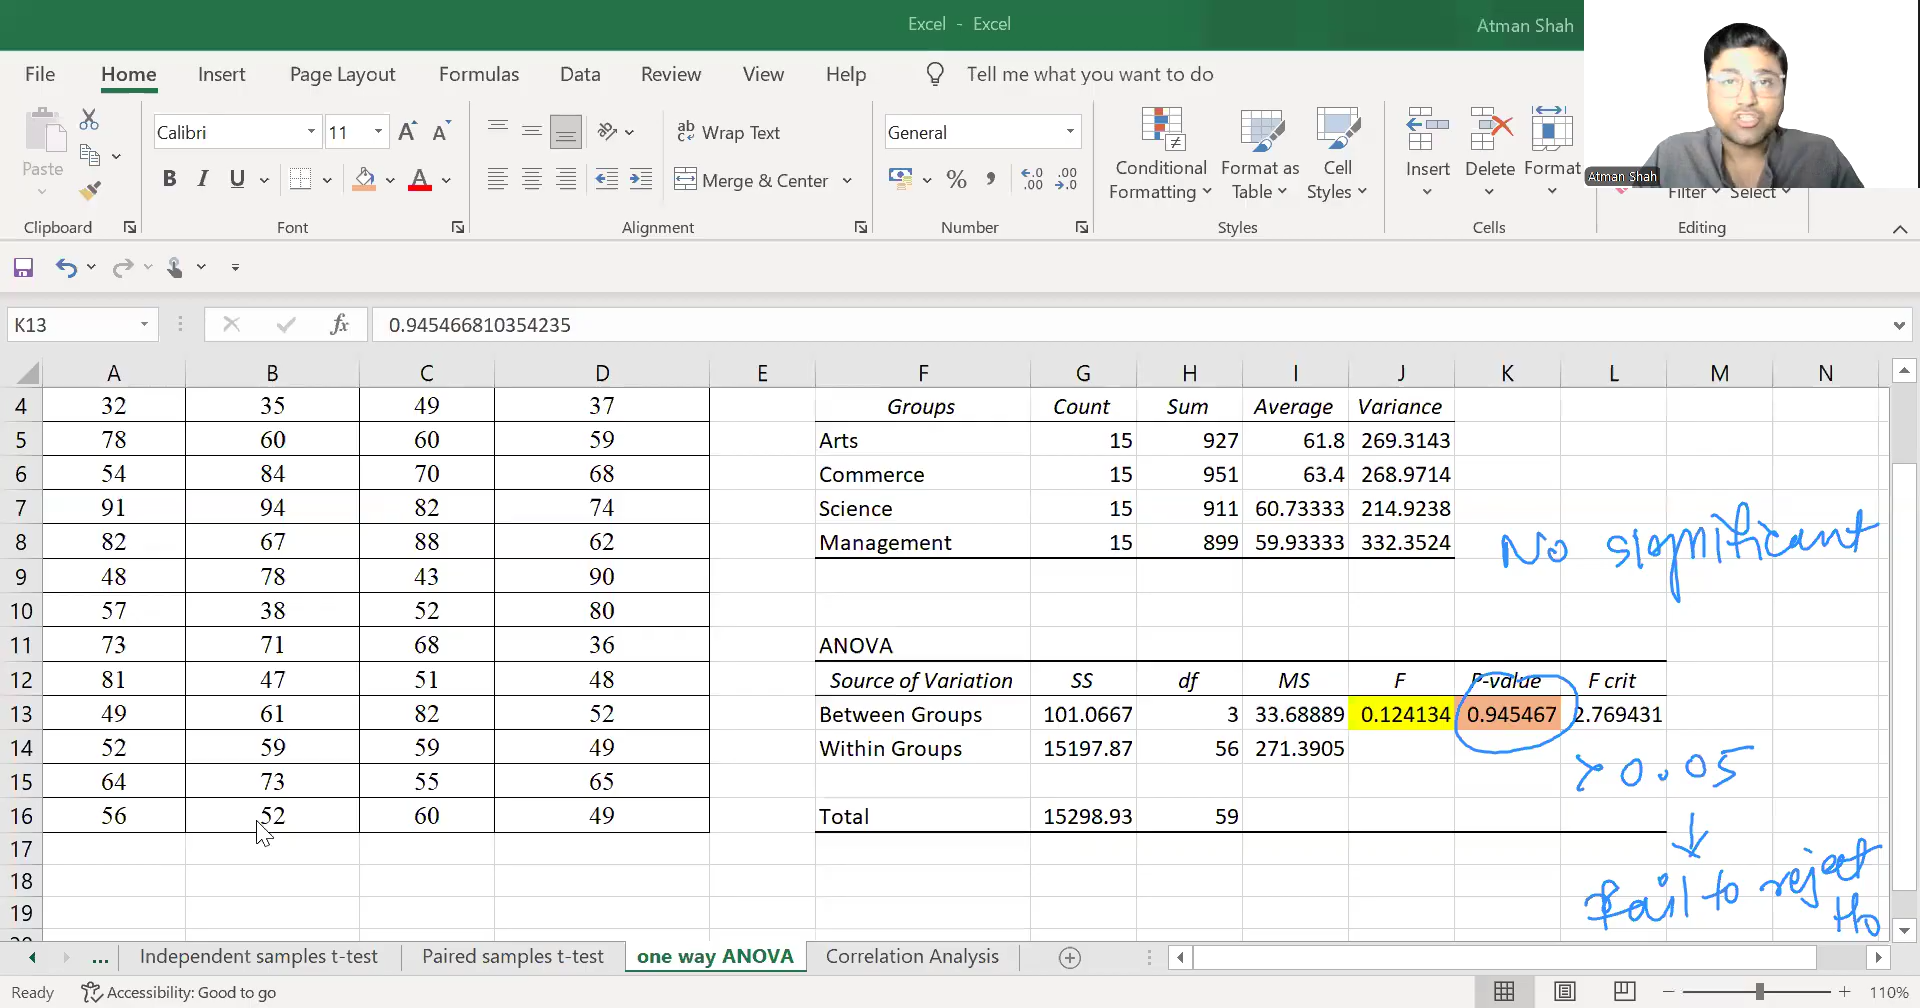 Excel - Excel
Atman Shah
File Home Insert Page Layout Formulas Data Review View Help Tell me what you want to do
Paste
Calibri 11
B I U
Wrap Text
Merge & Center
General
Conditional Formatting
Format as Table
Cell Styles
Insert Delete Format
Filter Select
Atman Shah
Clipboard Font Alignment Number Styles Cells Editing
K13 fx 0.945466810354235
A B C D E F G H I J K L M N
4 32 35 49 37 Groups Count Sum Average Variance
5 78 60 60 59 Arts 15 927 61.8 269.3143
6 54 84 70 68 Commerce 15 951 63.4 268.9714
7 91 94 82 74 Science 15 911 60.73333 214.9238
8 82 67 88 62 Management 15 899 59.93333 332.3524
No significant
9 48 78 43 90
10 57 38 52 80
11 73 71 68 36 ANOVA
12 81 47 51 48 Source of Variation SS df MS F P-value F crit
13 49 61 82 52 Between Groups 101.0667 3 33.68889 0.124134 0.945467 2.769431
14 52 59 59 49 Within Groups 15197.87 56 271.3905
> 0.05
15 64 73 55 65
16 56 52 60 49 Total 15298.93 59
17
18
fail to reject
H0
19
... Independent samples t-test Paired samples t-test one way ANOVA Correlation Analysis
Ready Accessibility: Good to go 110%